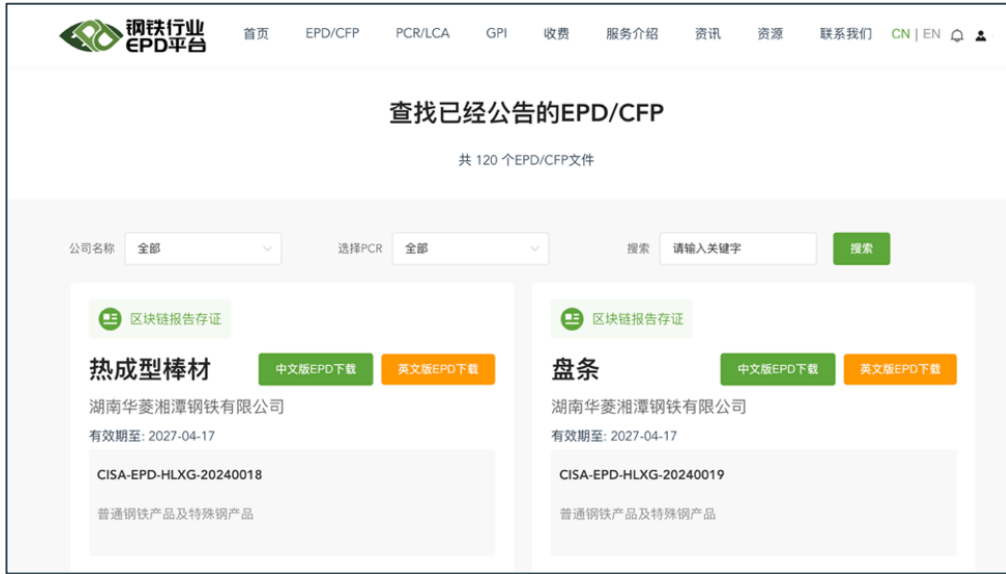 钢铁行业
EPD平台
首页 EPD/CFP PCR/LCA GPI 收费 服务介绍 资讯 资源 联系我们 CN | EN
查找已经公告的EPD/CFP
共 120 个EPD/CFP文件
公司名称 全部 选择PCR 全部 搜索 请输入关键字 搜索
区块链报告存证
热成型棒材 中文版EPD下载 英文版EPD下载
湖南华菱湘潭钢铁有限公司
有效期至: 2027-04-17
CISA-EPD-HLXG-20240018
普通钢铁产品及特殊钢产品
区块链报告存证
盘条 中文版EPD下载 英文版EPD下载
湖南华菱湘潭钢铁有限公司
有效期至: 2027-04-17
CISA-EPD-HLXG-20240019
普通钢铁产品及特殊钢产品